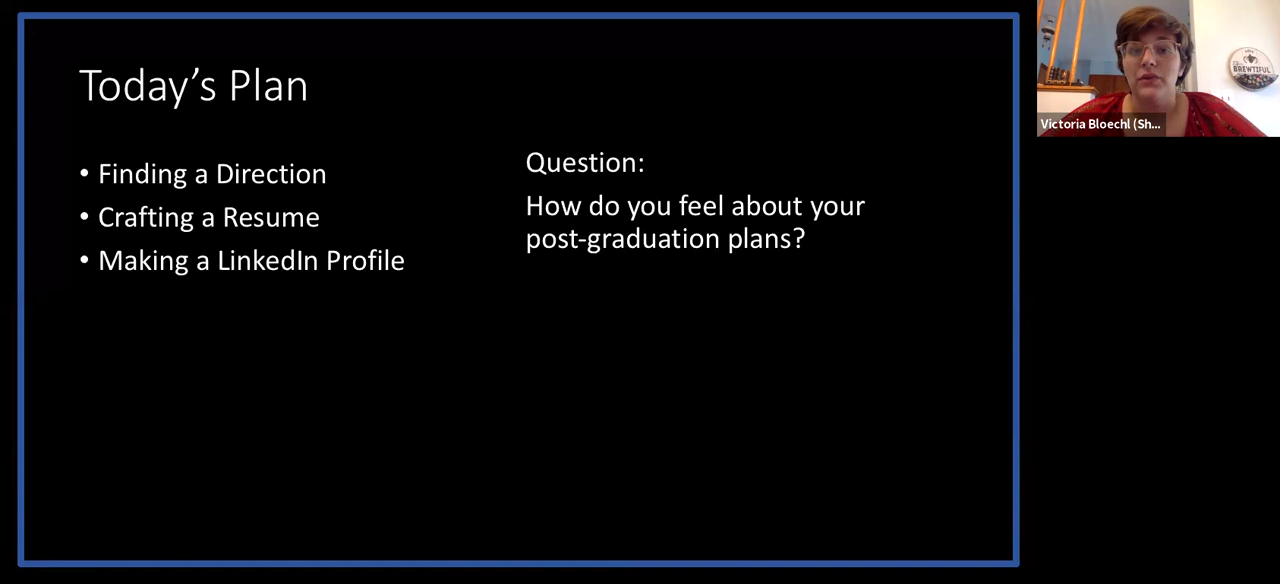 Today's Plan
• Finding a Direction
• Crafting a Resume
• Making a LinkedIn Profile
Question:
How do you feel about your
post-graduation plans?
BREWTIFUL
Victoria Bloechl (Sh...